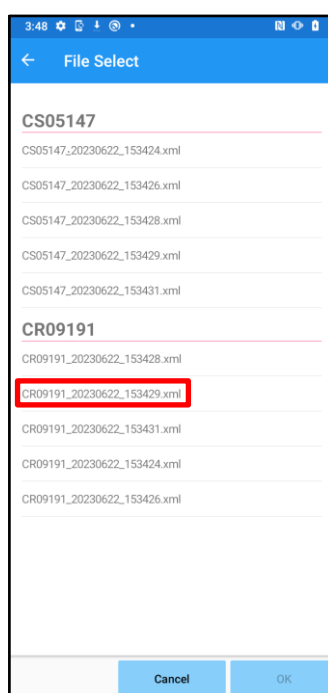 3:48
File Select
CS05147
CS05147_20230622_153424.xml
CS05147_20230622_153426.xml
CS05147_20230622_153428.xml
CS05147_20230622_153429.xml
CS05147_20230622_153431.xml
CR09191
CR09191_20230622_153428.xml
CR09191_20230622_153429.xml
CR09191_20230622_153431.xml
CR09191_20230622_153424.xml
CR09191_20230622_153426.xml
Cancel OK